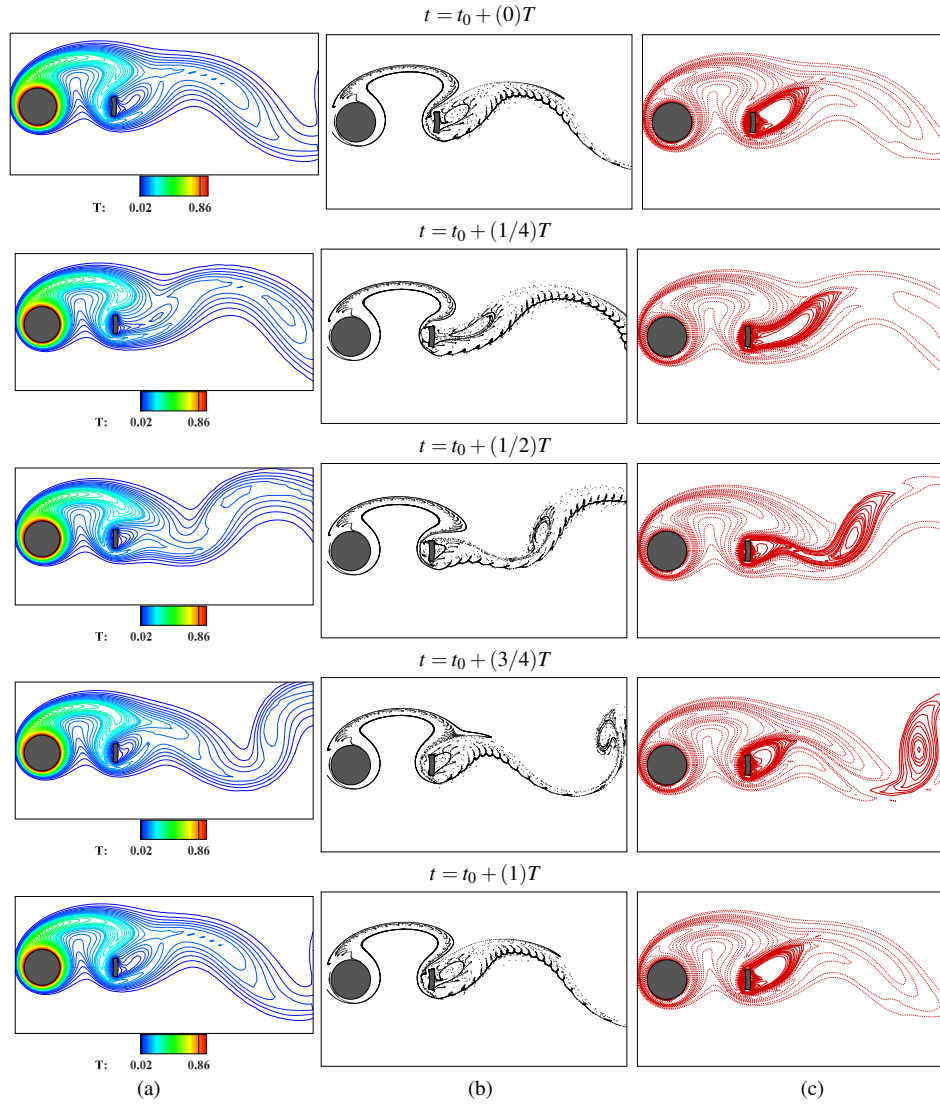 t = t₀ + (0)T
T: 0.02 0.86
t = t₀ + (1/4)T
T: 0.02 0.86
t = t₀ + (1/2)T
T: 0.02 0.86
t = t₀ + (3/4)T
T: 0.02 0.86
t = t₀ + (1)T
T: 0.02 0.86
(a) (b) (c)